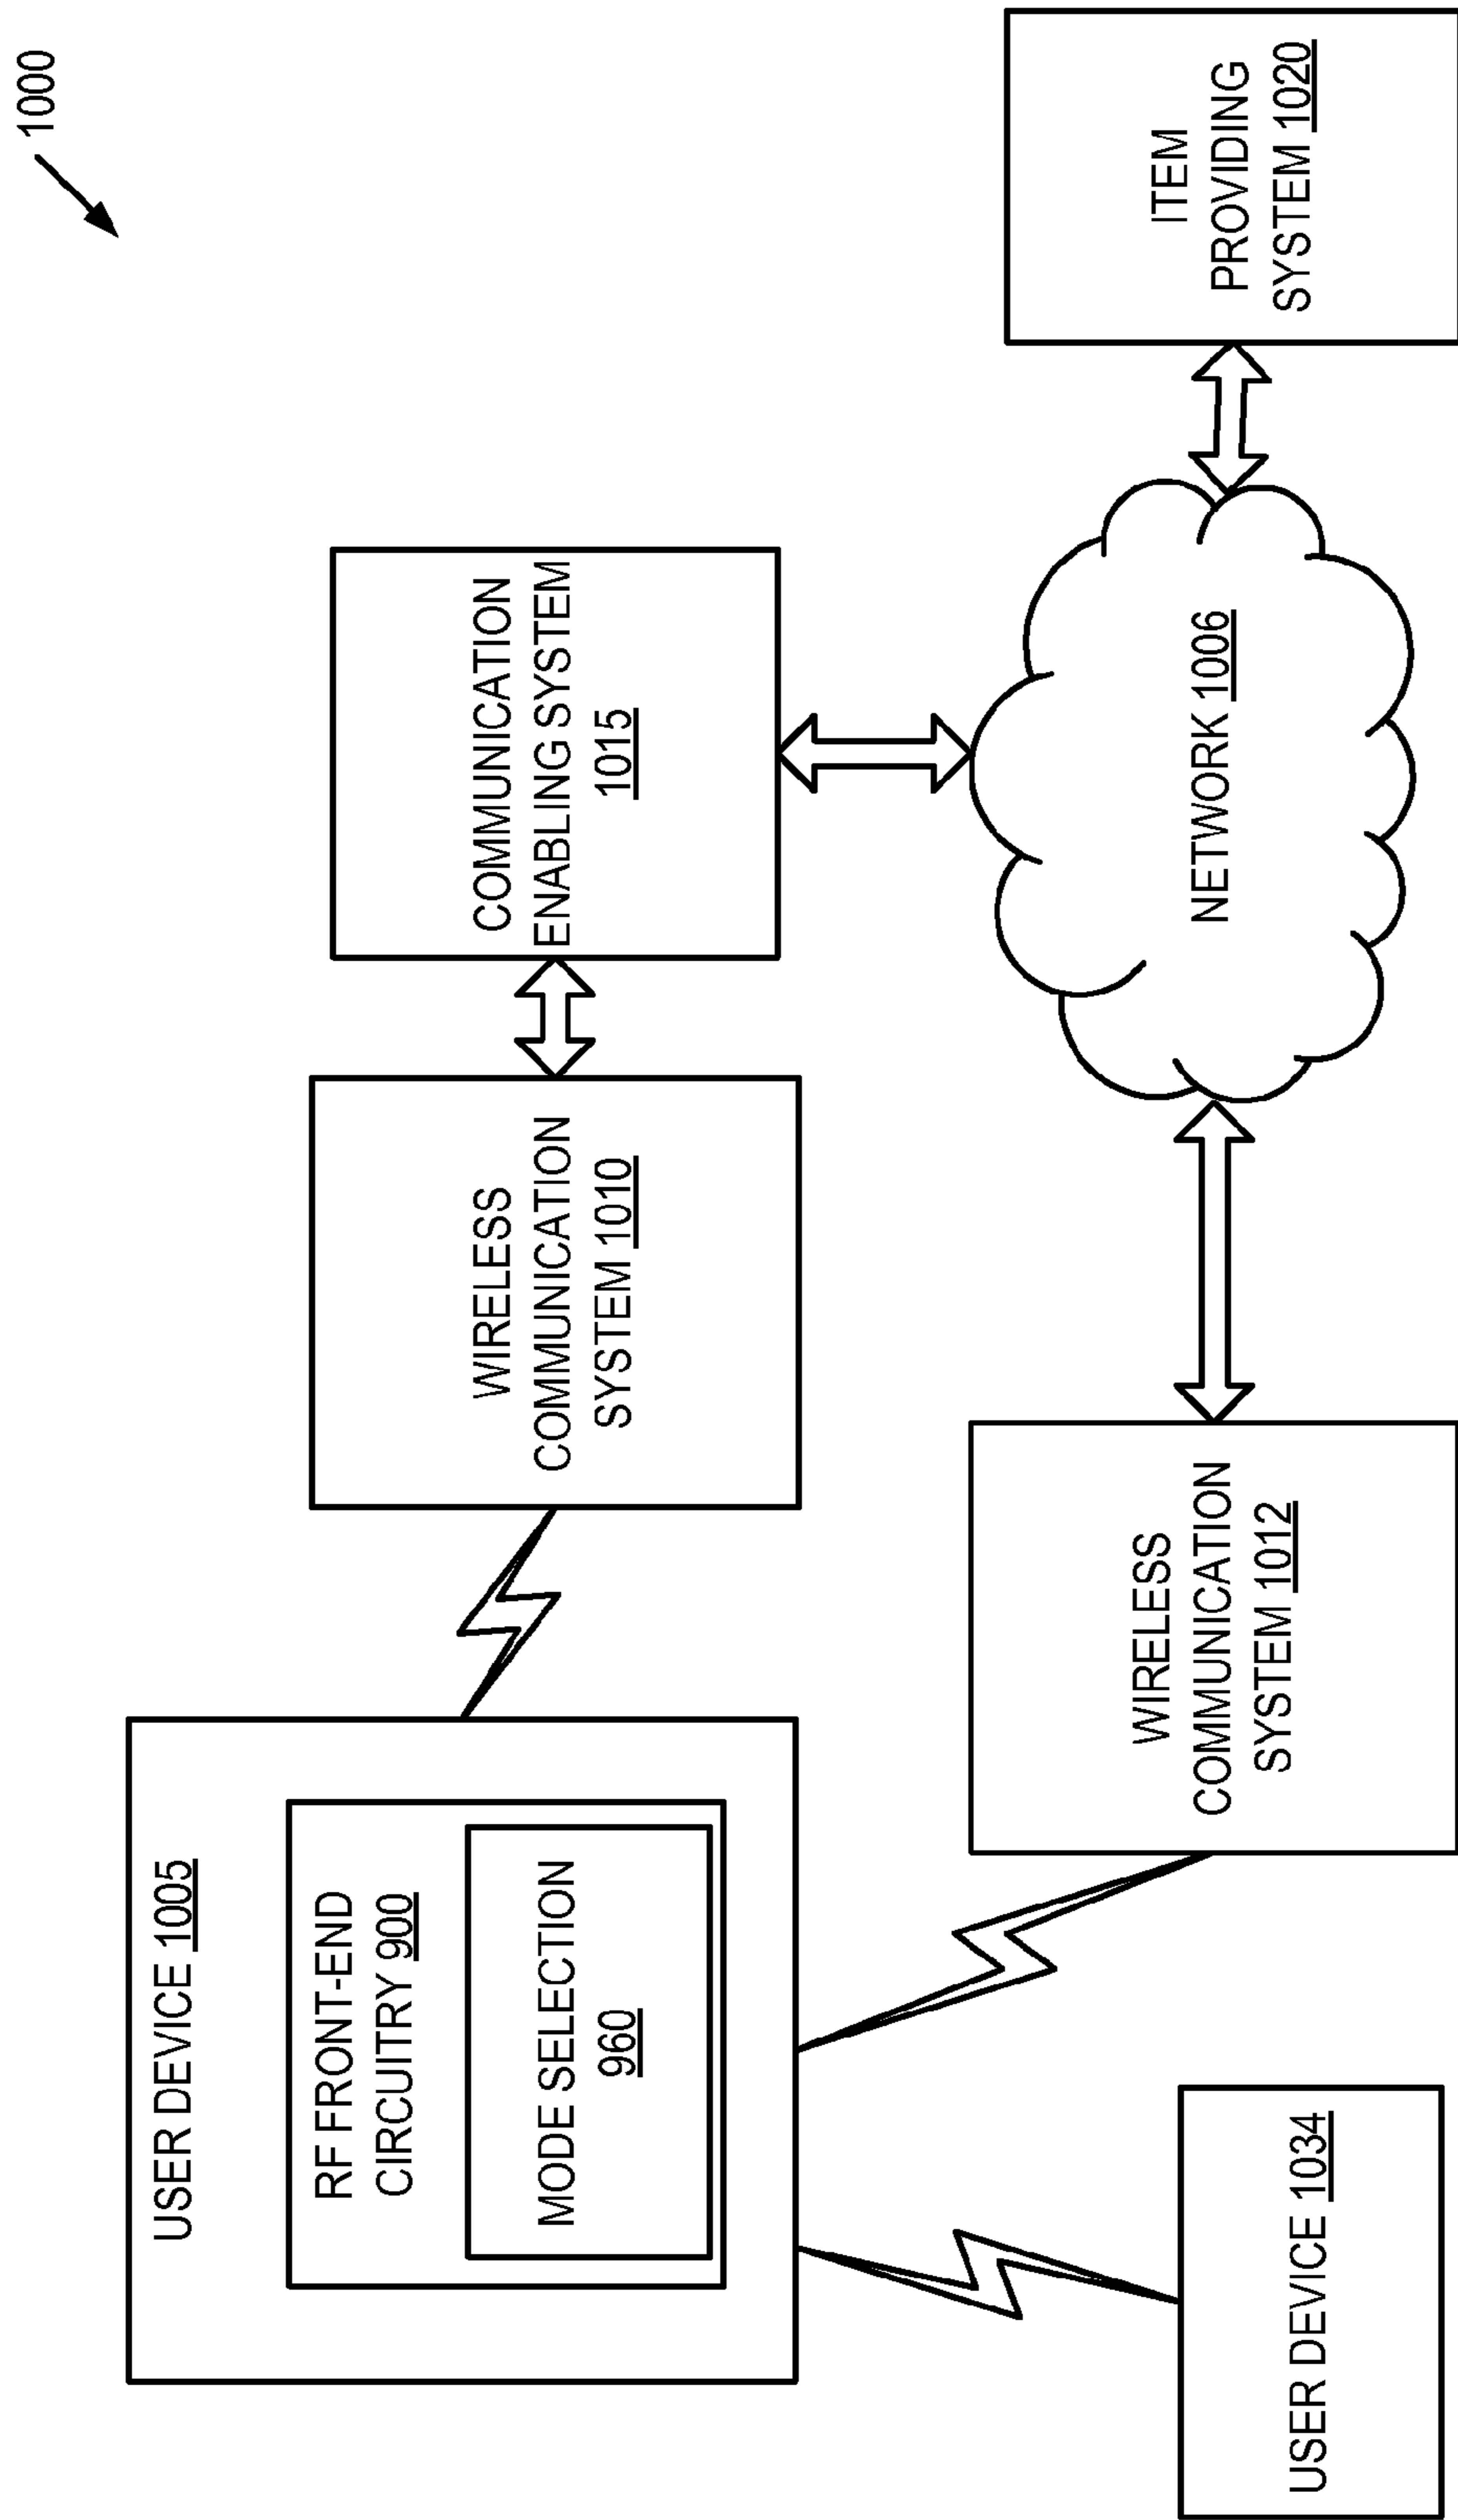 1000
USER DEVICE 1005
RF FRONT-END
CIRCUITRY 900
MODE SELECTION
960
WIRELESS
COMMUNICATION
SYSTEM 1010
COMMUNICATION
ENABLING SYSTEM
1015
USER DEVICE 1034
WIRELESS
COMMUNICATION
SYSTEM 1012
NETWORK 1006
ITEM
PROVIDING
SYSTEM 1020